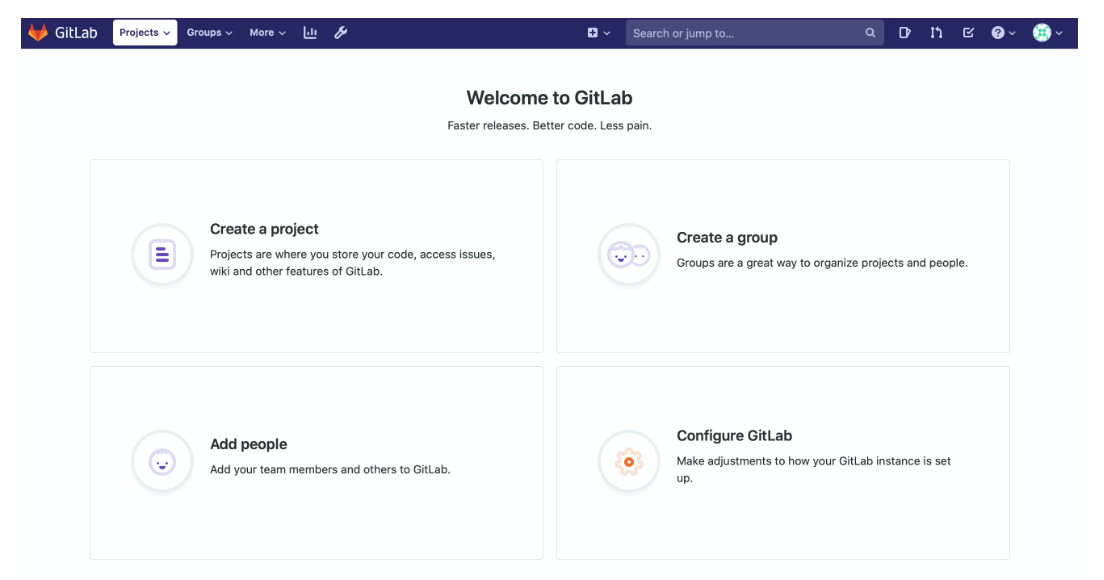 GitLab Projects Groups More Search or jump to...
Welcome to GitLab
Faster releases. Better code. Less pain.
Create a project
Projects are where you store your code, access issues,
wiki and other features of GitLab.
Create a group
Groups are a great way to organize projects and people.
Add people
Add your team members and others to GitLab.
Configure GitLab
Make adjustments to how your GitLab instance is set
up.